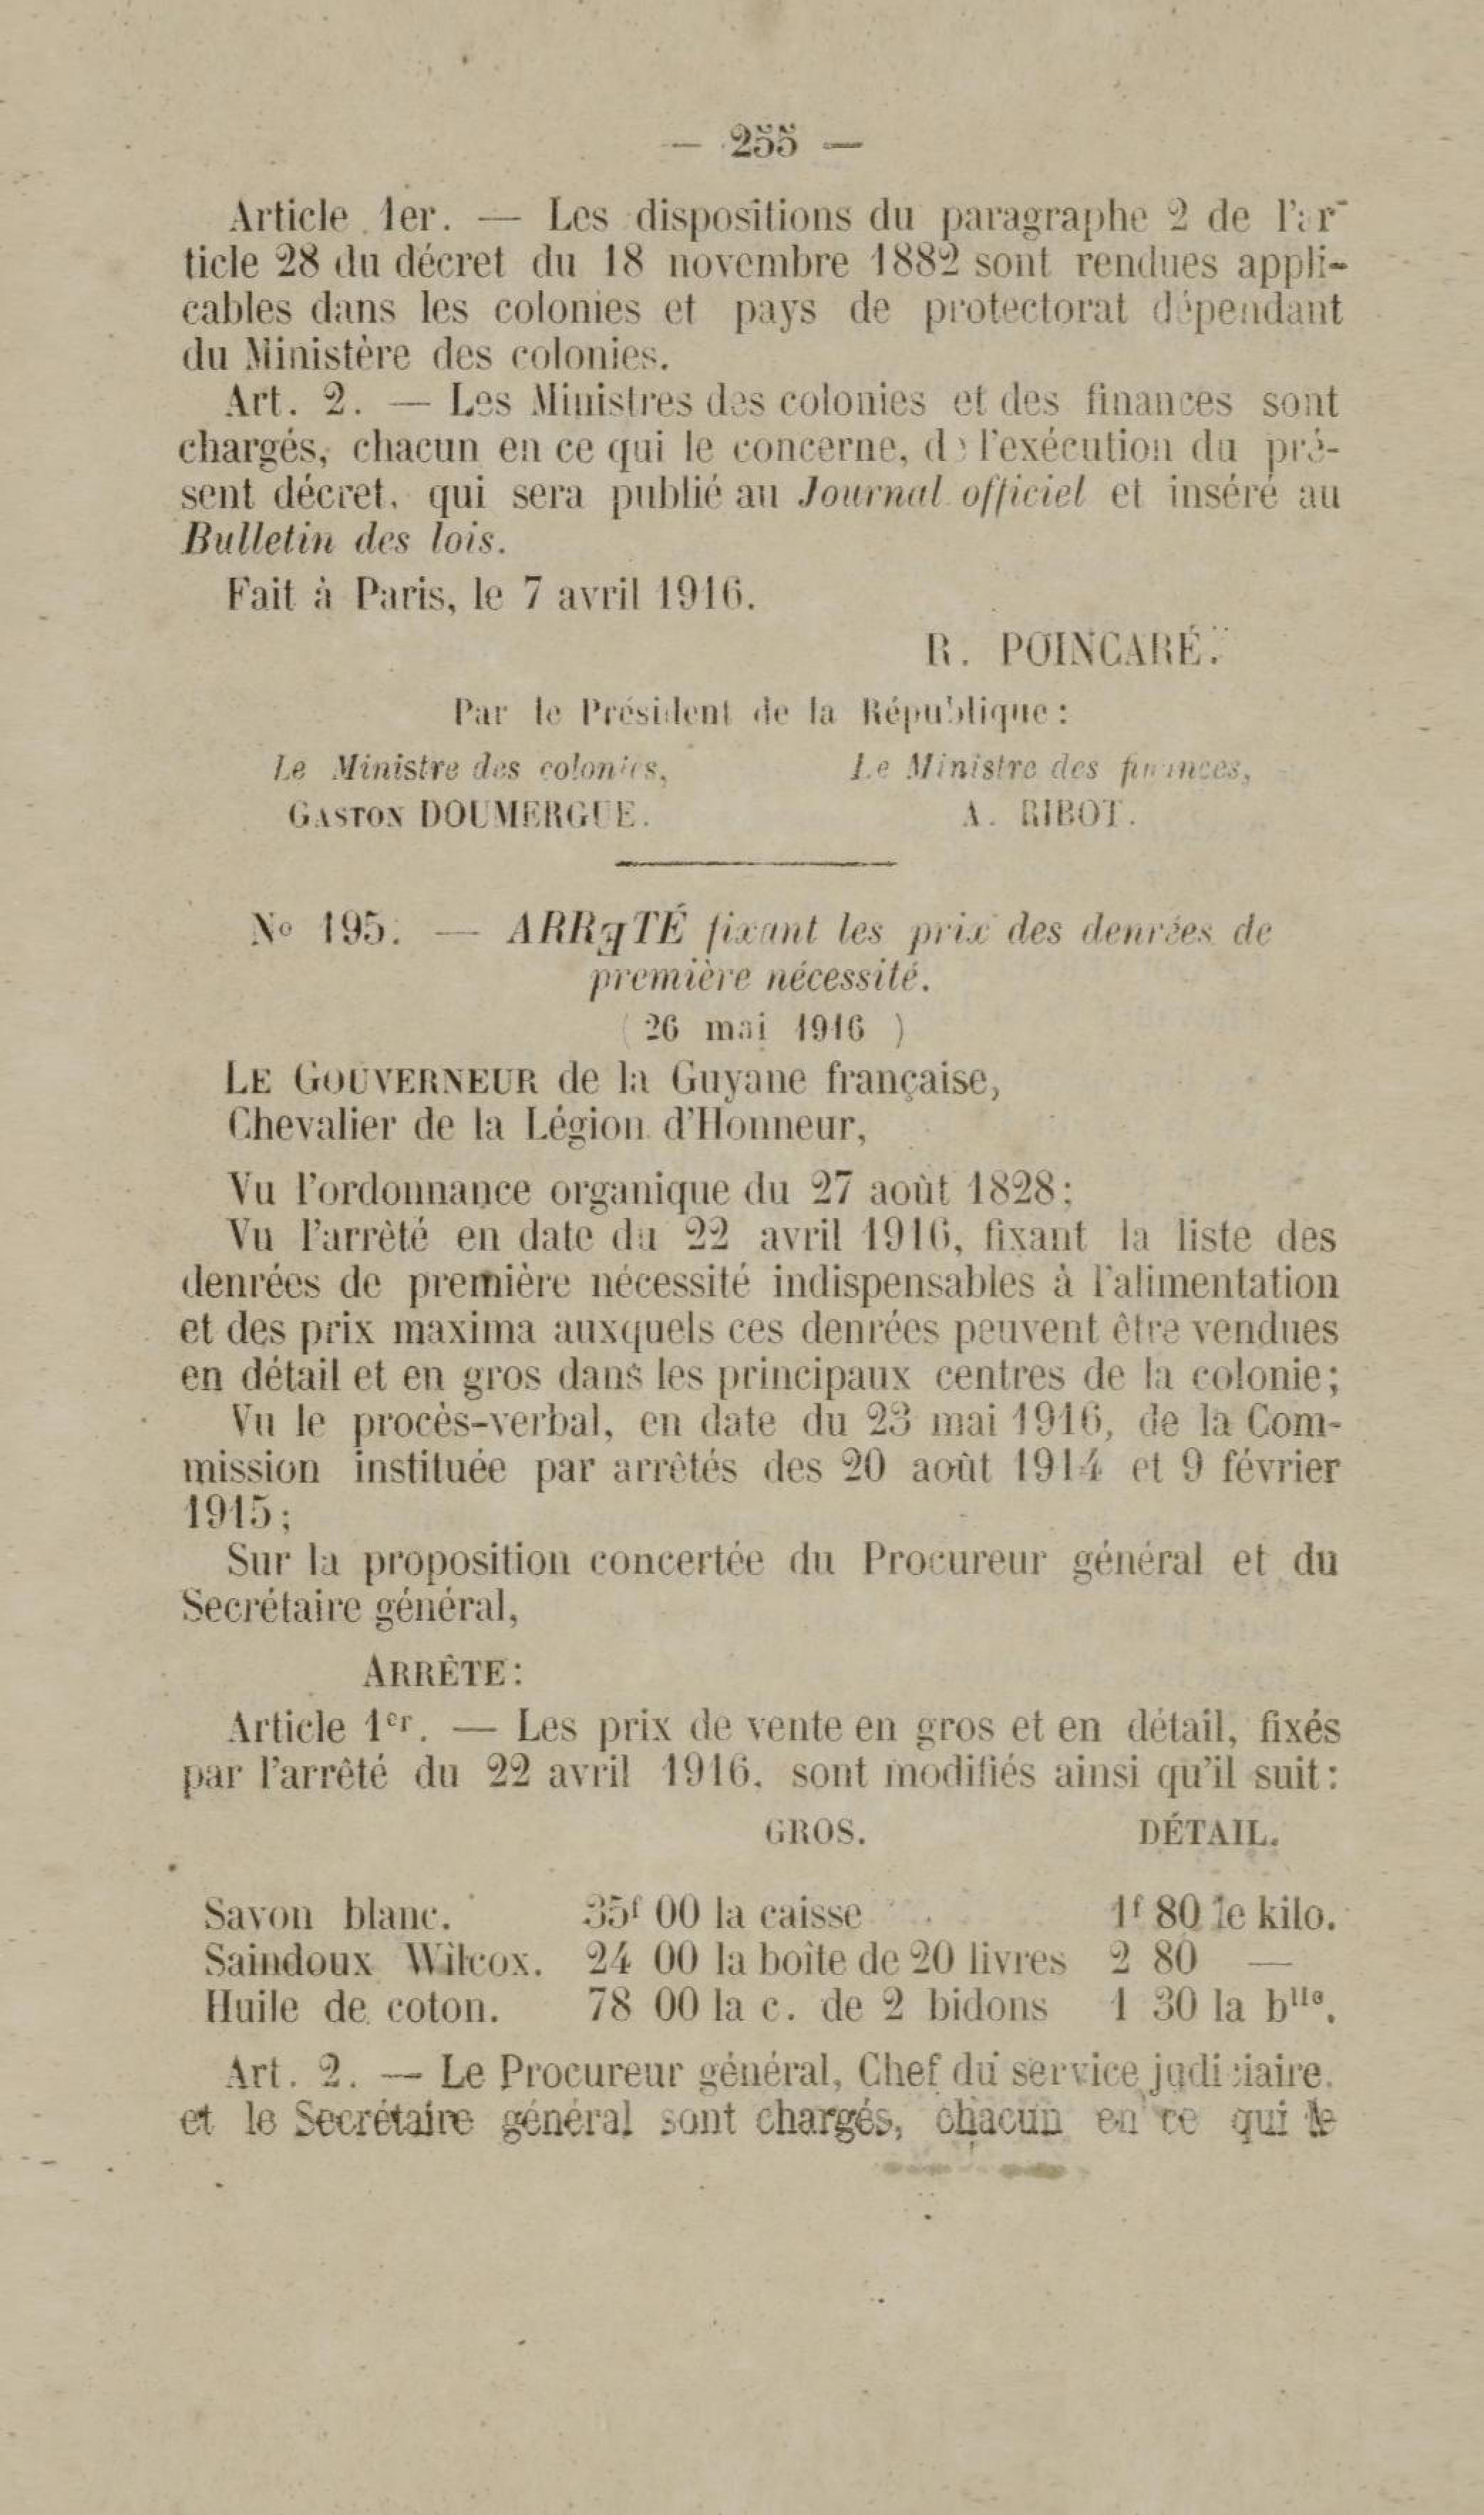 — 255 —
Article 1er. — Les dispositions du paragraphe 2 de l'ar-
ticle 28 du décret du 18 novembre 1882 sont rendues appli-
cables dans les colonies et pays de protectorat dépendant
du Ministère des colonies.
Art. 2. — Les Ministres des colonies et des finances sont
chargés, chacun en ce qui le concerne, de l'exécution du pré-
sent décret, qui sera publié au Journal officiel et inséré au
Bulletin des lois.
Fait à Paris, le 7 avril 1916.
R. POINCARÉ.
Par le Président de la République:
Le Ministre des colonies, Le Ministre des finances,
GASTON DOUMERGUE. A. RIBOT.
No 195. — ARRqTÉ fixant les prix des denrées de
première nécessité.
( 26 mai 1916 )
LE GOUVERNEUR de la Guyane française,
Chevalier de la Légion d'Honneur,
Vu l'ordonnance organique du 27 août 1828;
Vu l'arrêté en date du 22 avril 1916, fixant la liste des
denrées de première nécessité indispensables à l'alimentation
et des prix maxima auxquels ces denrées peuvent être vendues
en détail et en gros dans les principaux centres de la colonie;
Vu le procès-verbal, en date du 23 mai 1916, de la Com-
mission instituée par arrêtés des 20 août 1914 et 9 février
1915;
Sur la proposition concertée du Procureur général et du
Secrétaire général,
ARRÊTE:
Article 1er. — Les prix de vente en gros et en détail, fixés
par l'arrêté du 22 avril 1916, sont modifiés ainsi qu'il suit:
GROS. DÉTAIL.
Savon blanc. 35f 00 la caisse 1f 80 le kilo.
Saindoux Wilcox. 24 00 la boîte de 20 livres 2 80 —
Huile de coton. 78 00 la c. de 2 bidons 1 30 la blle.
Art. 2. — Le Procureur général, Chef du service judiciaire.
et le Secrétaire général sont chargés, chacun en ce qui le